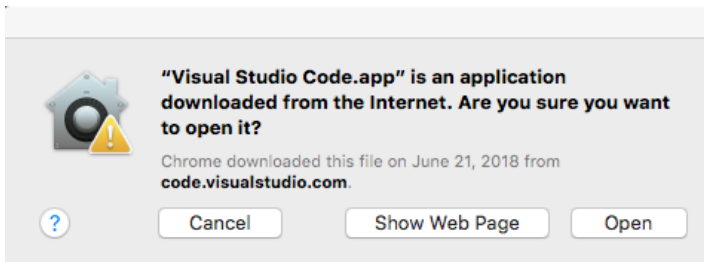 “Visual Studio Code.app” is an application
downloaded from the Internet. Are you sure you want
to open it?
Chrome downloaded this file on June 21, 2018 from
code.visualstudio.com.
?
Cancel
Show Web Page
Open